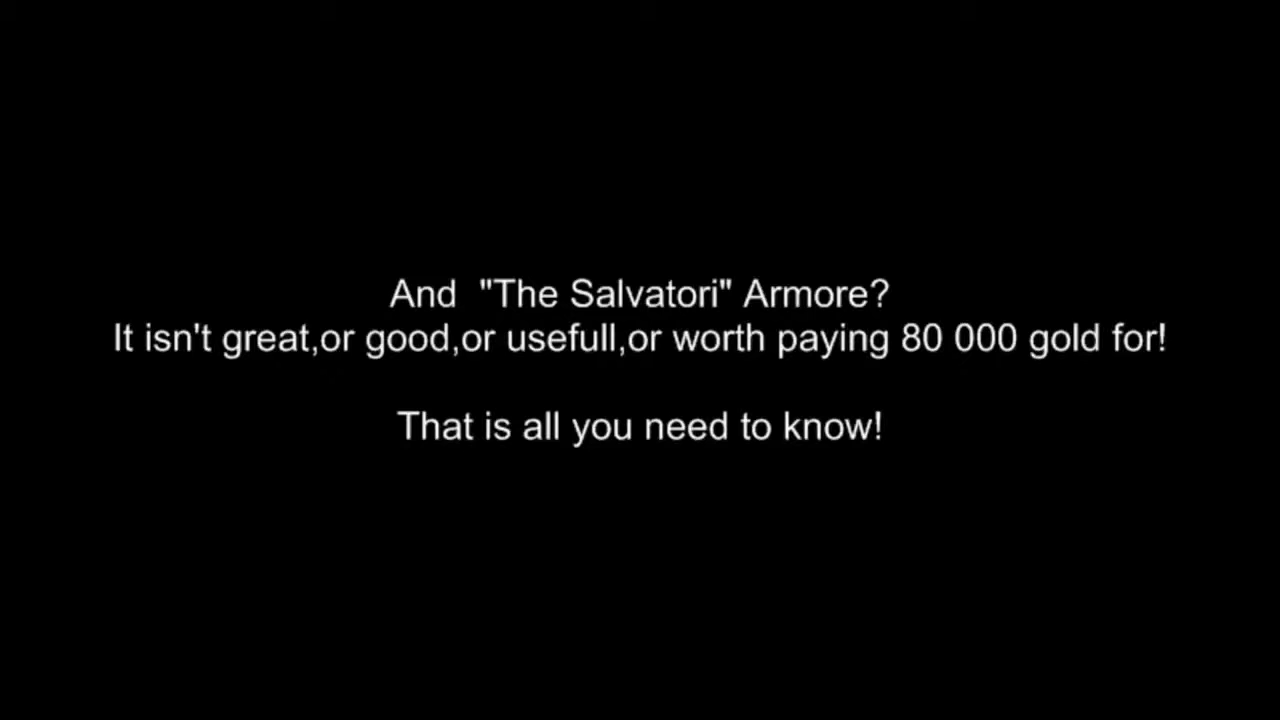 And  "The Salvatori" Armore?
It isn't great,or good,or usefull,or worth paying 80 000 gold for!
That is all you need to know!